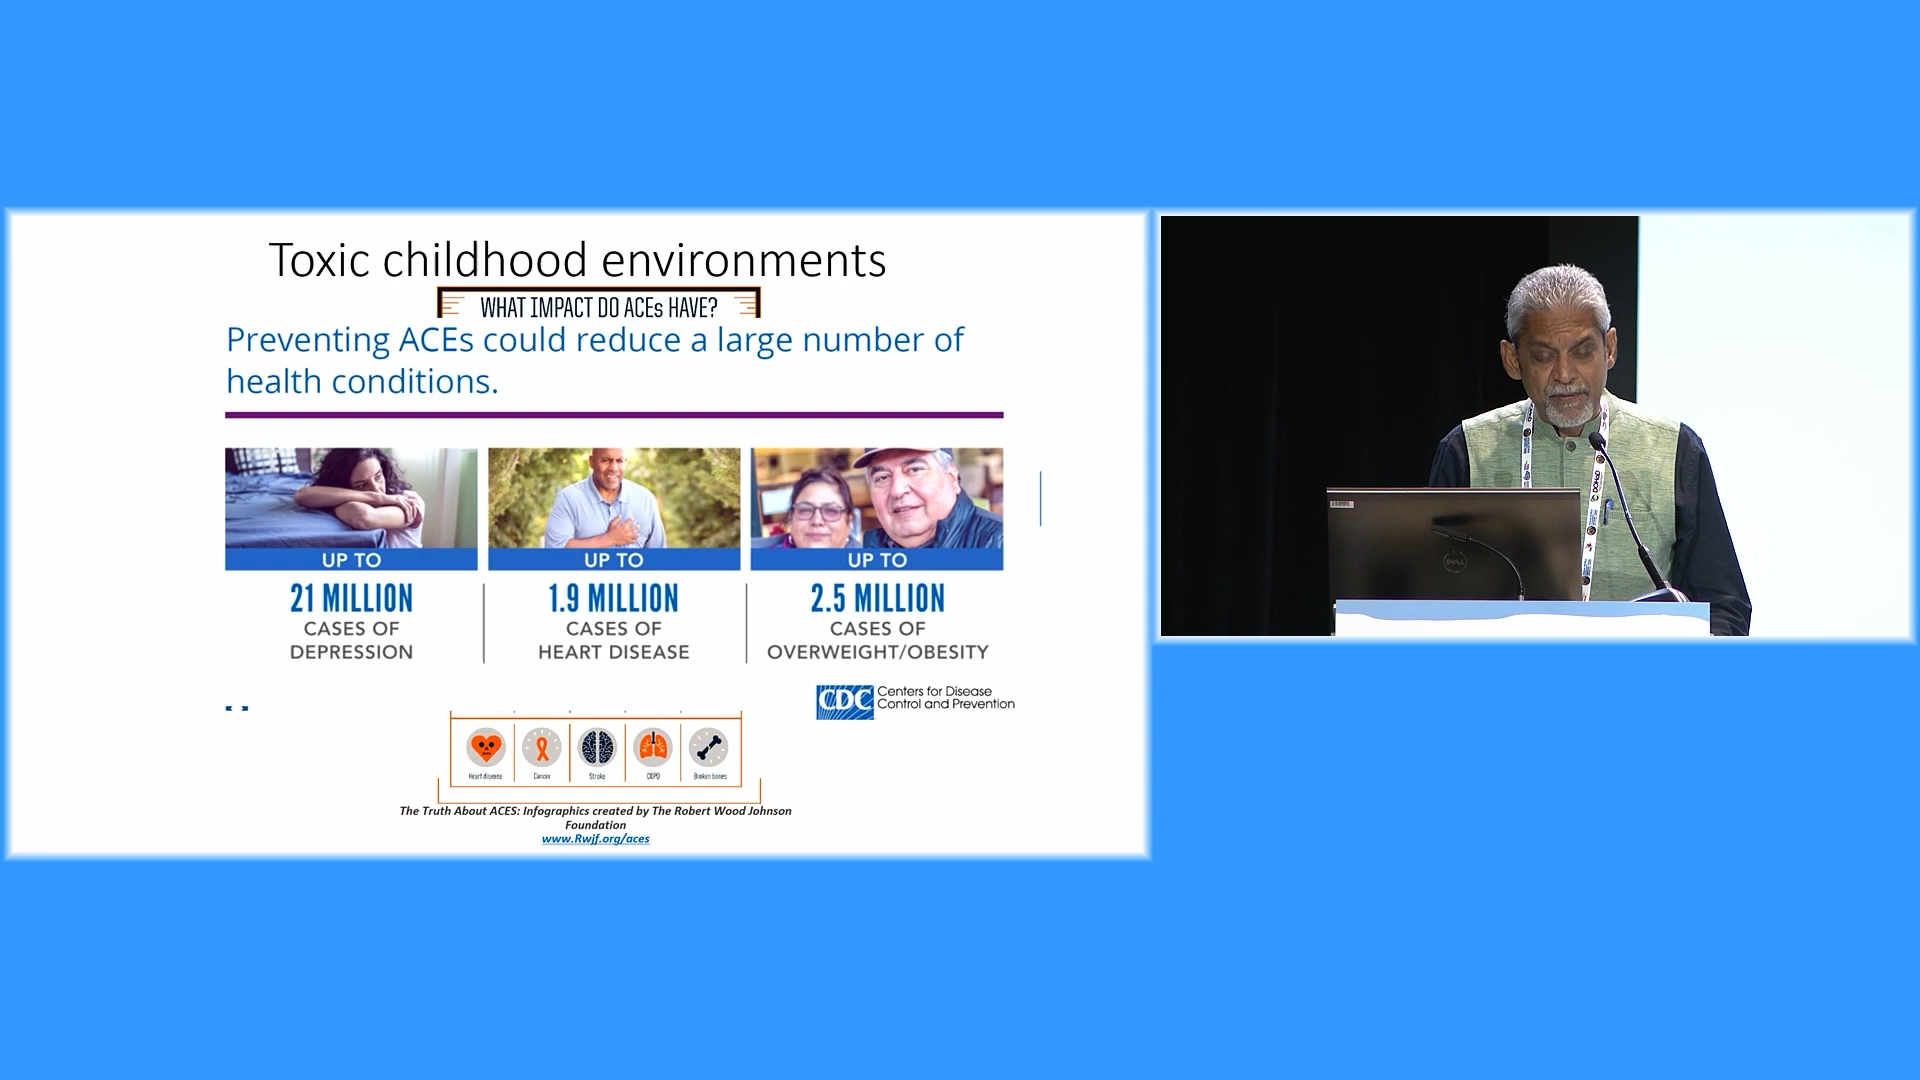 Toxic childhood environments
WHAT IMPACT DO ACEs HAVE?
Preventing ACEs could reduce a large number of
health conditions.
UP TO
21 MILLION
CASES OF
DEPRESSION
UP TO
1.9 MILLION
CASES OF
HEART DISEASE
UP TO
2.5 MILLION
CASES OF
OVERWEIGHT/OBESITY
CDC Centers for Disease
Control and Prevention
Heart disease
Cancer
Stroke
COPD
Broken bones
The Truth About ACES: Infographics created by The Robert Wood Johnson
Foundation
www.Rwjf.org/aces
DELL